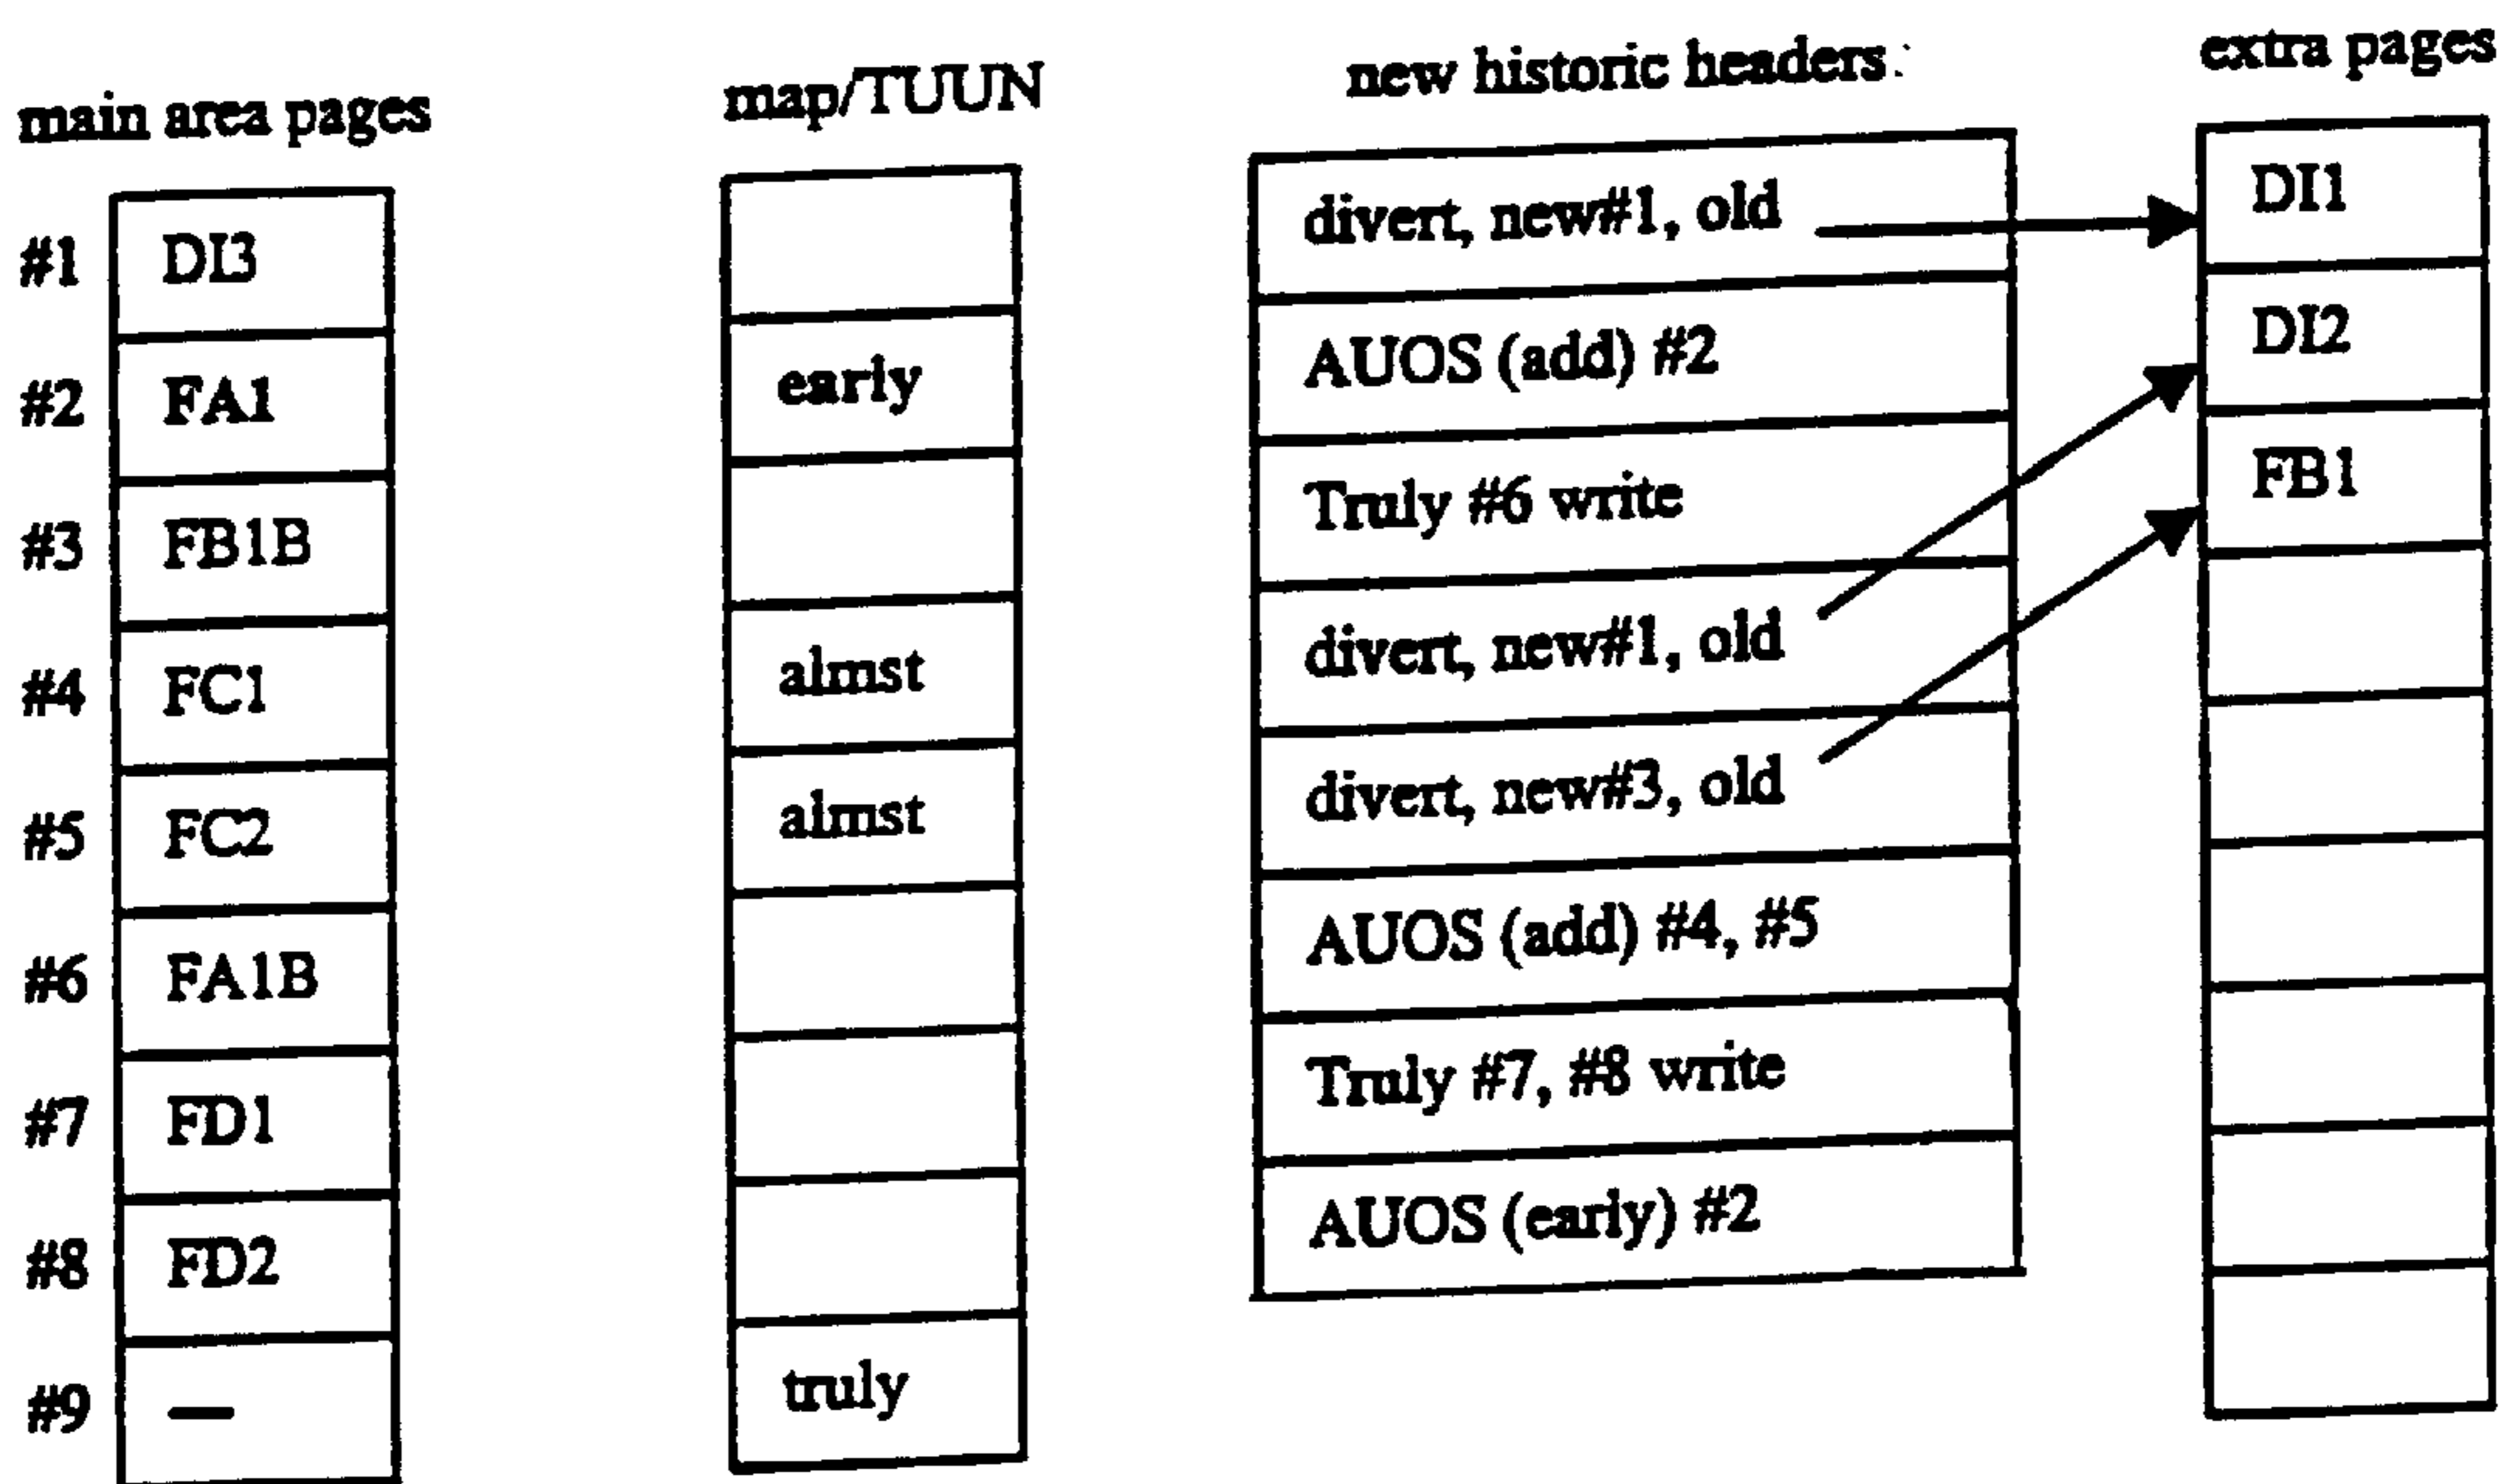 main area pages
#1 DI3
#2 FA1
#3 FB1B
#4 FC1
#5 FC2
#6 FA1B
#7 FD1
#8 FD2
#9 —
map/TUUN
early
almst
almst
truly
new historic headers:
divert, new#1, old
AUOS (add) #2
Truly #6 write
divert, new#1, old
divert, new#3, old
AUOS (add) #4, #5
Truly #7, #8 write
AUOS (early) #2
extra pages
DI1
DI2
FB1